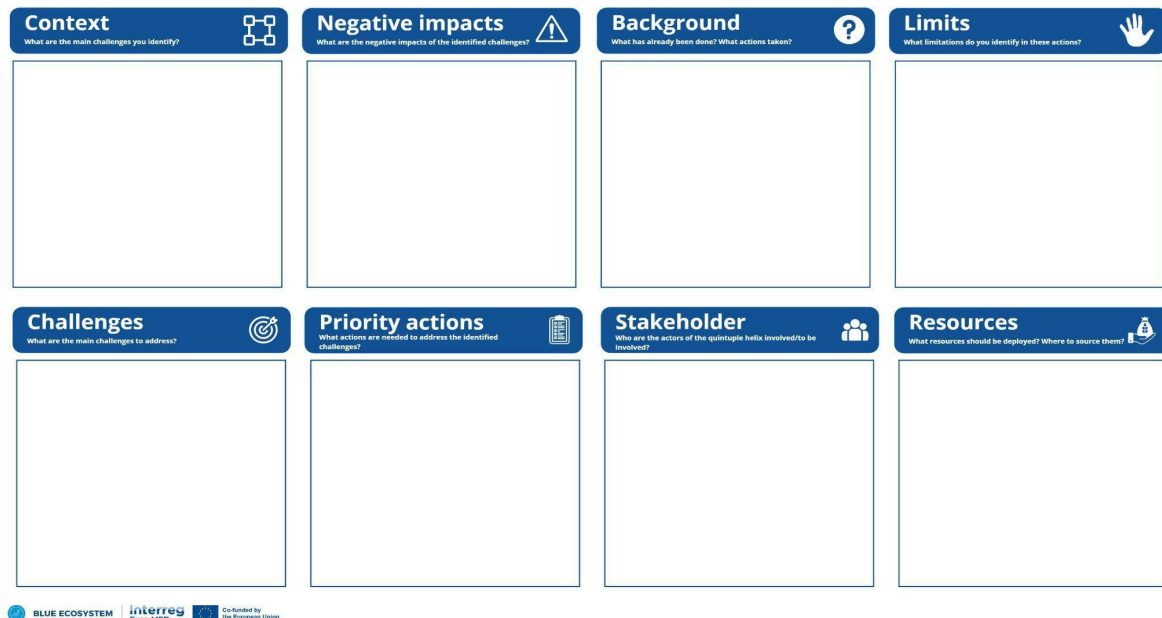 Context
What are the main challenges you identify?
Negative impacts
What are the negative impacts of the identified challenges?
Background
What has already been done? What actions taken?
Limits
What limitations do you identify in these actions?
Challenges
What are the main challenges to address?
Priority actions
What actions are needed to address the identified
challenges?
Stakeholder
Who are the actors of the quintuple helix involved/to be
involved?
Resources
What resources should be deployed? Where to source them?
BLUE ECOSYSTEM
Interreg
Co-funded by
the European Union